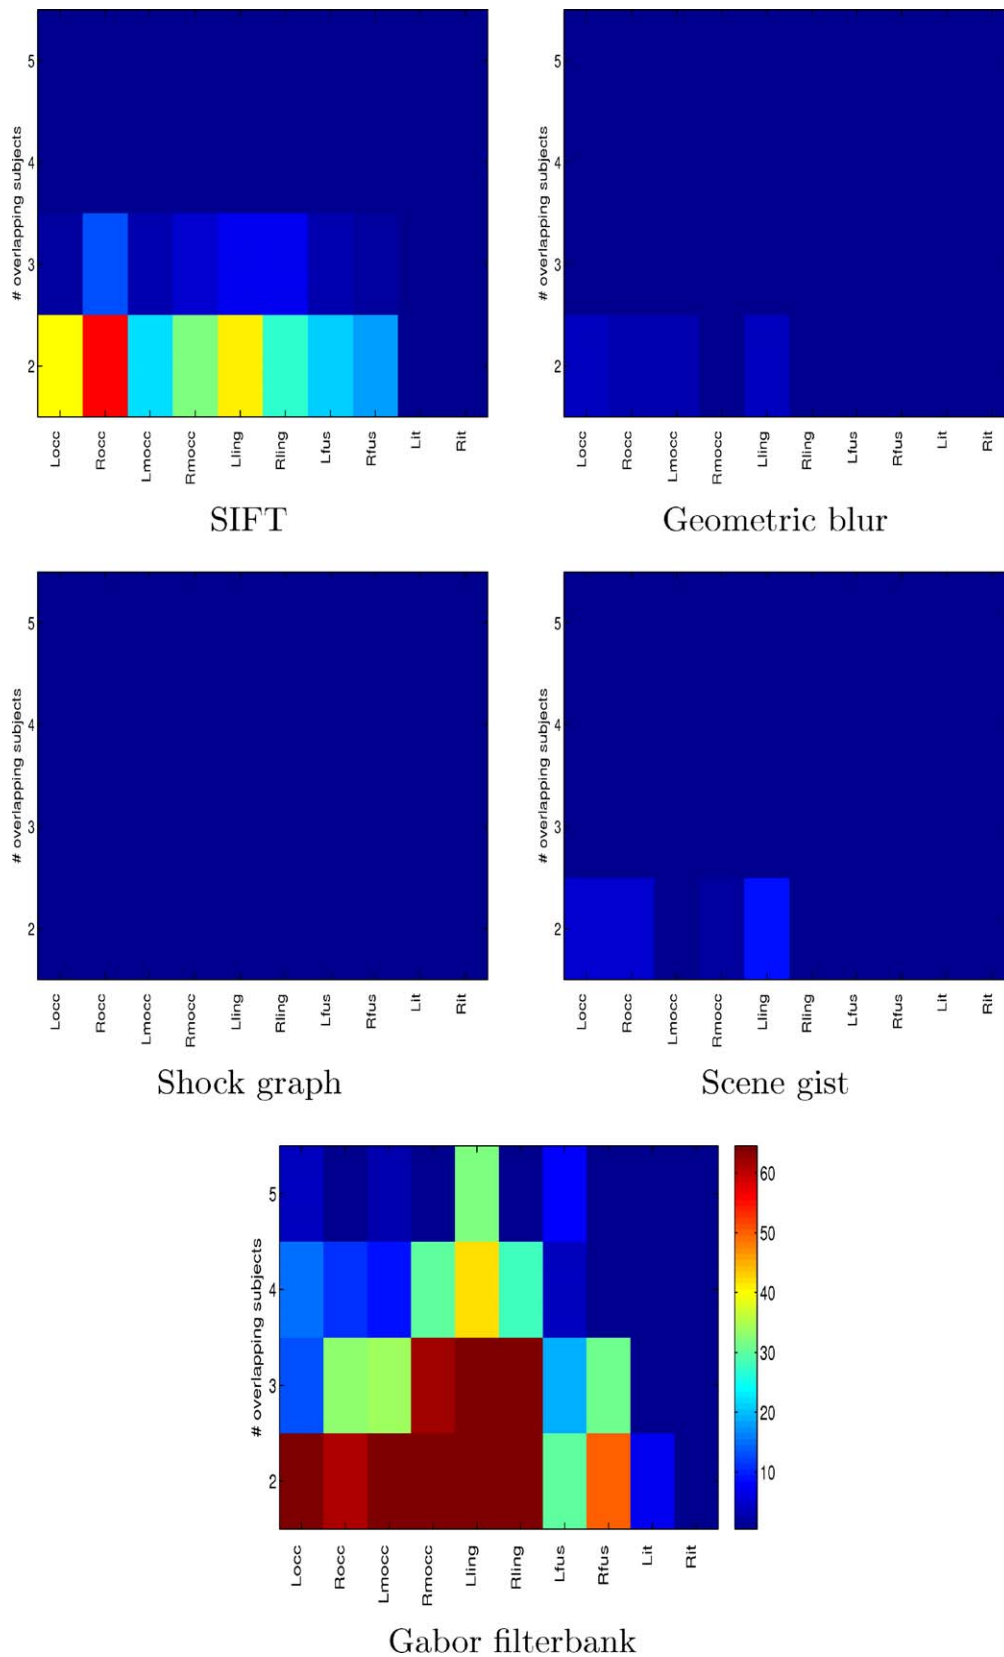 # overlapping subjects
5
4
3
2
Locc Rocc Lmocc Rmocc Lling Rling Lfus Rfus Lit Rit
SIFT
# overlapping subjects
5
4
3
2
Locc Rocc Lmocc Rmocc Lling Rling Lfus Rfus Lit Rit
Geometric blur
# overlapping subjects
5
4
3
2
Locc Rocc Lmocc Rmocc Lling Rling Lfus Rfus Lit Rit
Shock graph
# overlapping subjects
5
4
3
2
Locc Rocc Lmocc Rmocc Lling Rling Lfus Rfus Lit Rit
Scene gist
# overlapping subjects
5
4
3
2
Locc Rocc Lmocc Rmocc Lling Rling Lfus Rfus Lit Rit
60
50
40
30
20
10
Gabor filterbank